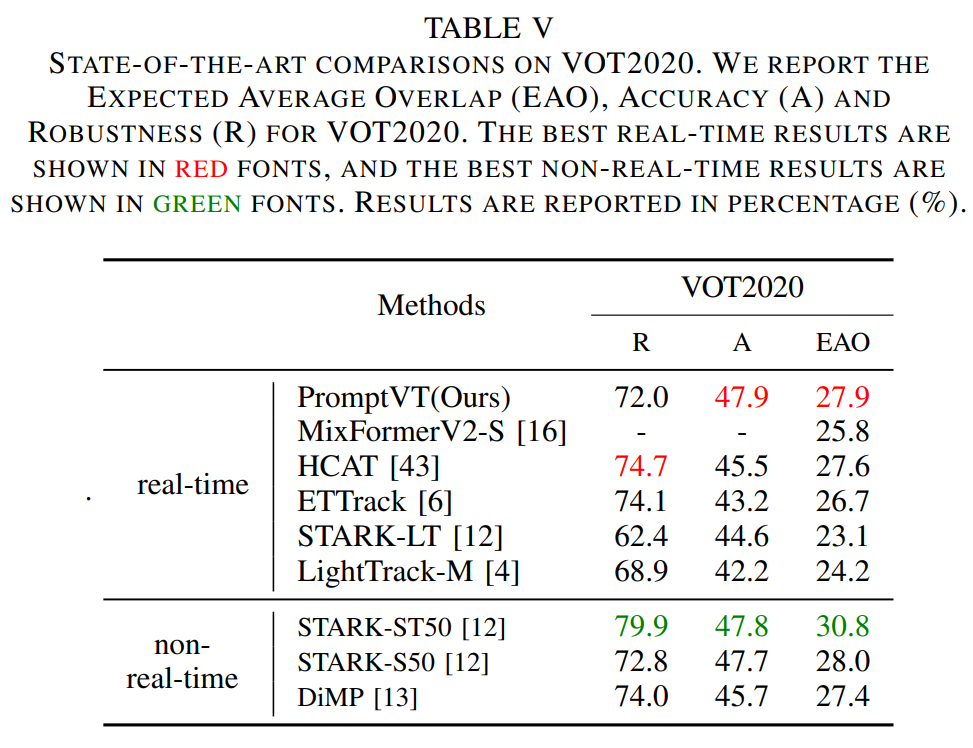 TABLE V
STATE-OF-THE-ART COMPARISONS ON VOT2020. WE REPORT THE
EXPECTED AVERAGE OVERLAP (EAO), ACCURACY (A) AND
ROBUSTNESS (R) FOR VOT2020. THE BEST REAL-TIME RESULTS ARE
SHOWN IN RED FONTS, AND THE BEST NON-REAL-TIME RESULTS ARE
SHOWN IN GREEN FONTS. RESULTS ARE REPORTED IN PERCENTAGE (%).
Methods VOT2020
R A EAO
real-time
PromptVT(Ours) 72.0 47.9 27.9
MixFormerV2-S [16] - - 25.8
HCAT [43] 74.7 45.5 27.6
ETTrack [6] 74.1 43.2 26.7
STARK-LT [12] 62.4 44.6 23.1
LightTrack-M [4] 68.9 42.2 24.2
.
non-
real-time
STARK-ST50 [12] 79.9 47.8 30.8
STARK-S50 [12] 72.8 47.7 28.0
DiMP [13] 74.0 45.7 27.4